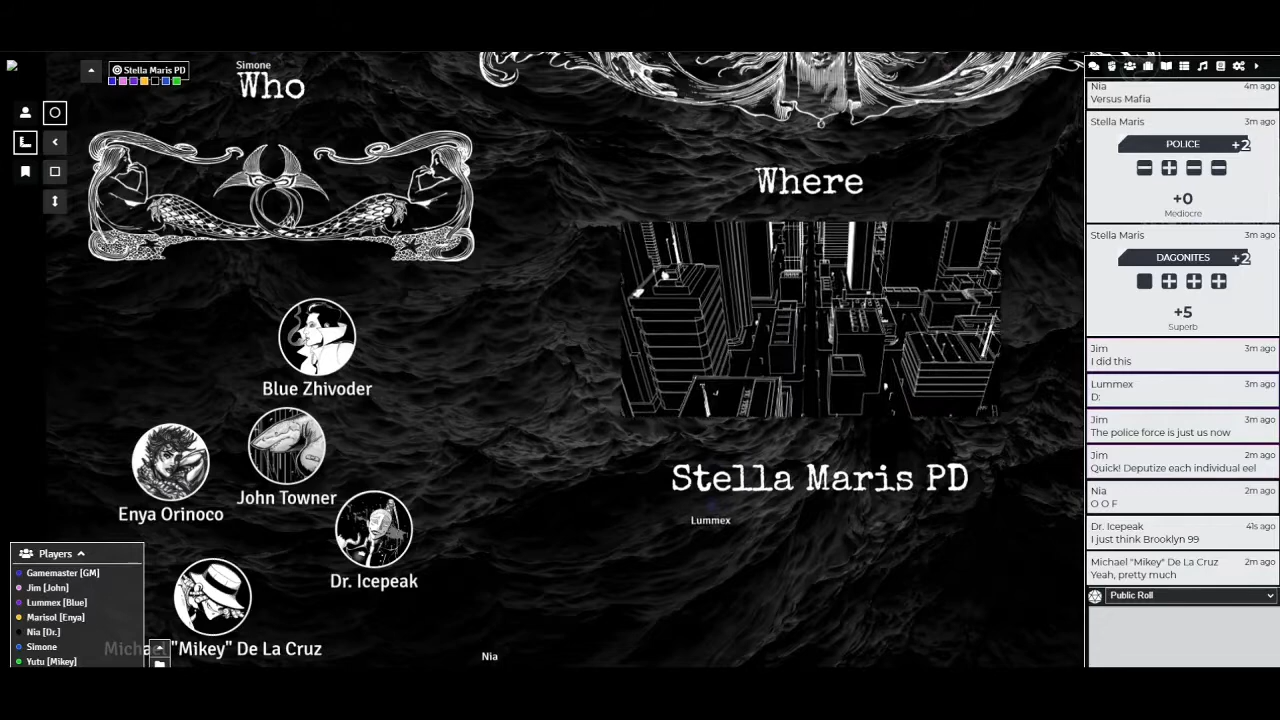 Stella Maris PD
Simone
Who
Blue Zhivoder
John Towner
Enya Orinoco
Dr. Icepeak
Michael "Mikey" De La Cruz
Nia
Where
Stella Maris PD
Lummex
Players
Gamemaster [GM]
Jim [John]
Lummex [Blue]
Marisol [Enya]
Nia [Dr.]
Simone
Yutu [Mikey]
Nia 4m ago
Versus Mafia
Stella Maris 3m ago
POLICE +2
+0
Mediocre
Stella Maris 3m ago
DAGONITES +2
+5
Superb
Jim 3m ago
I did this
Lummex 3m ago
D:
Jim 3m ago
The police force is just us now
Jim 2m ago
Quick! Deputize each individual eel
Nia 2m ago
O O F
Dr. Icepeak 41s ago
I just think Brooklyn 99
Michael "Mikey" De La Cruz 2m ago
Yeah, pretty much
Public Roll